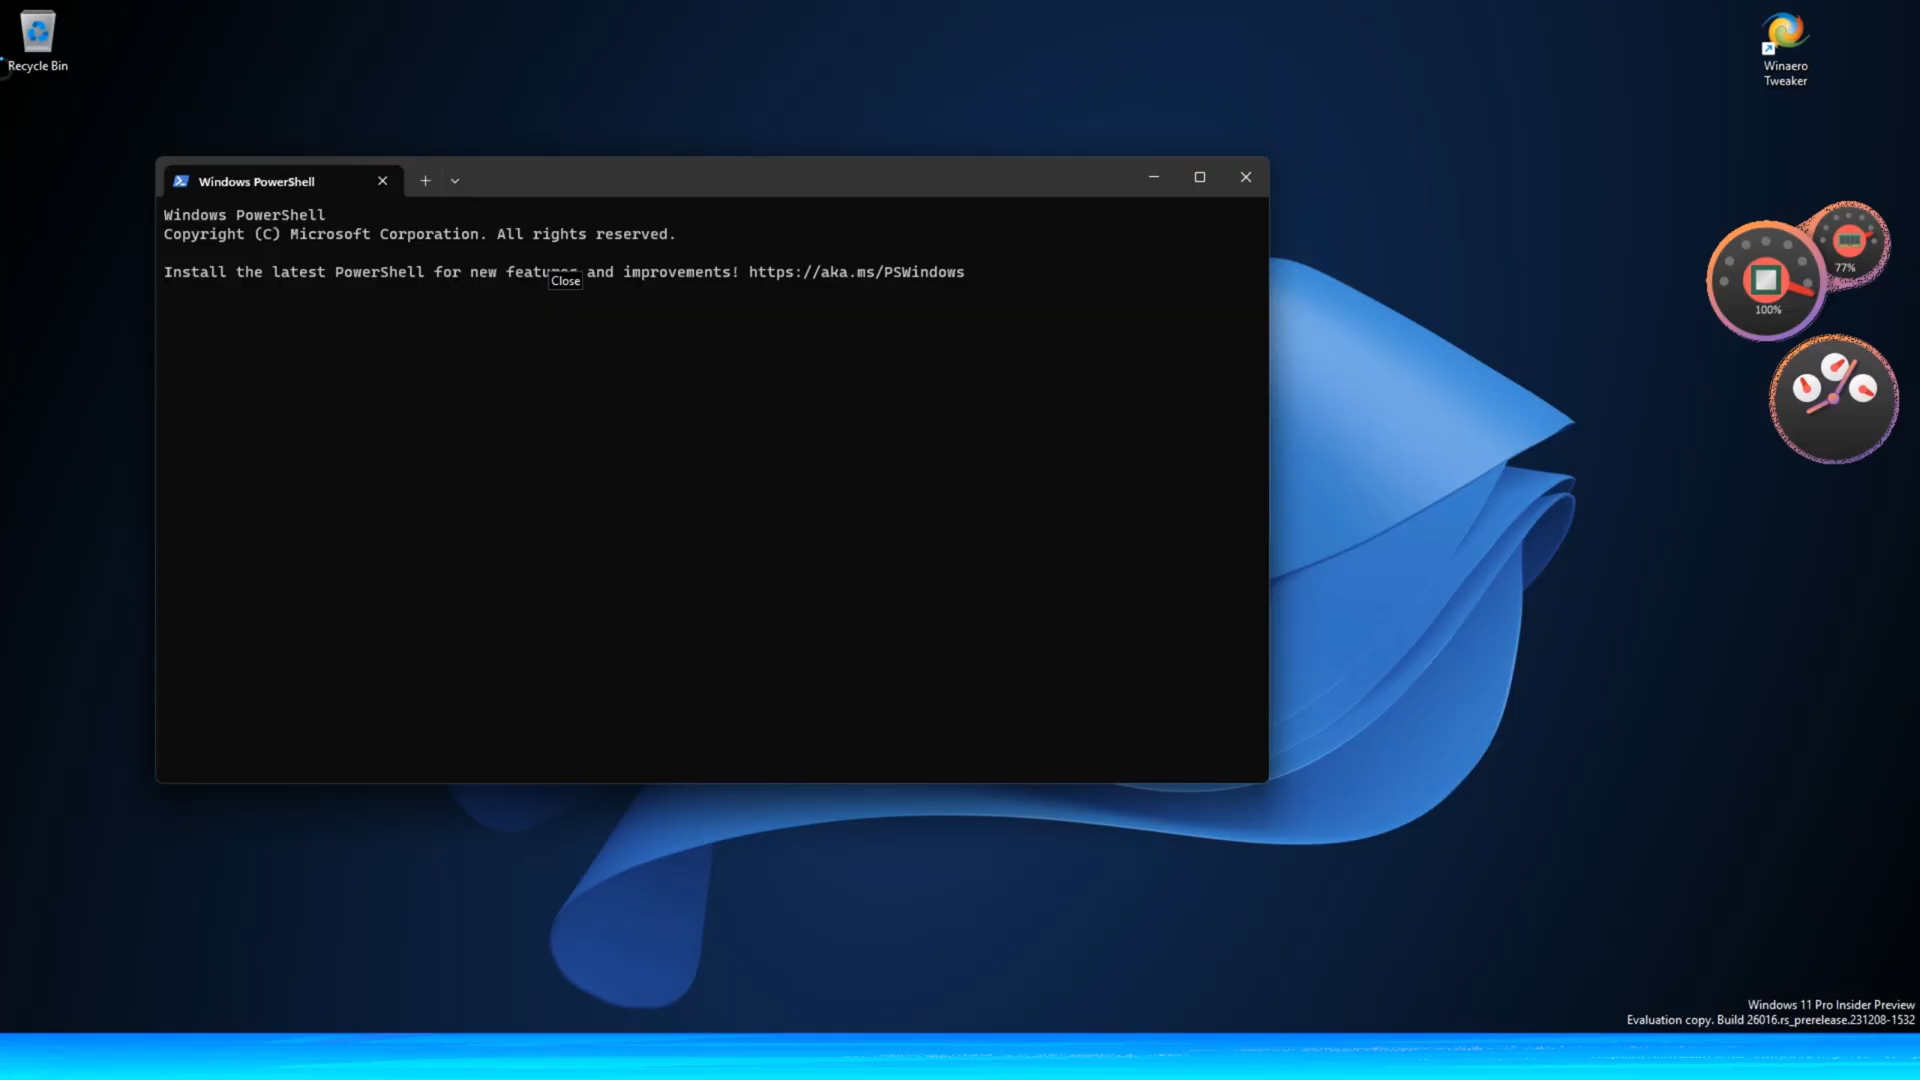 Recycle Bin
Winaero
Tweaker
Windows PowerShell
Windows PowerShell
Copyright (C) Microsoft Corporation. All rights reserved.
Install the latest PowerShell for new features and improvements! https://aka.ms/PSWindows
Close
77%
100%
Windows 11 Pro Insider Preview
Evaluation copy. Build 26016.rs_prerelease.231208-1532